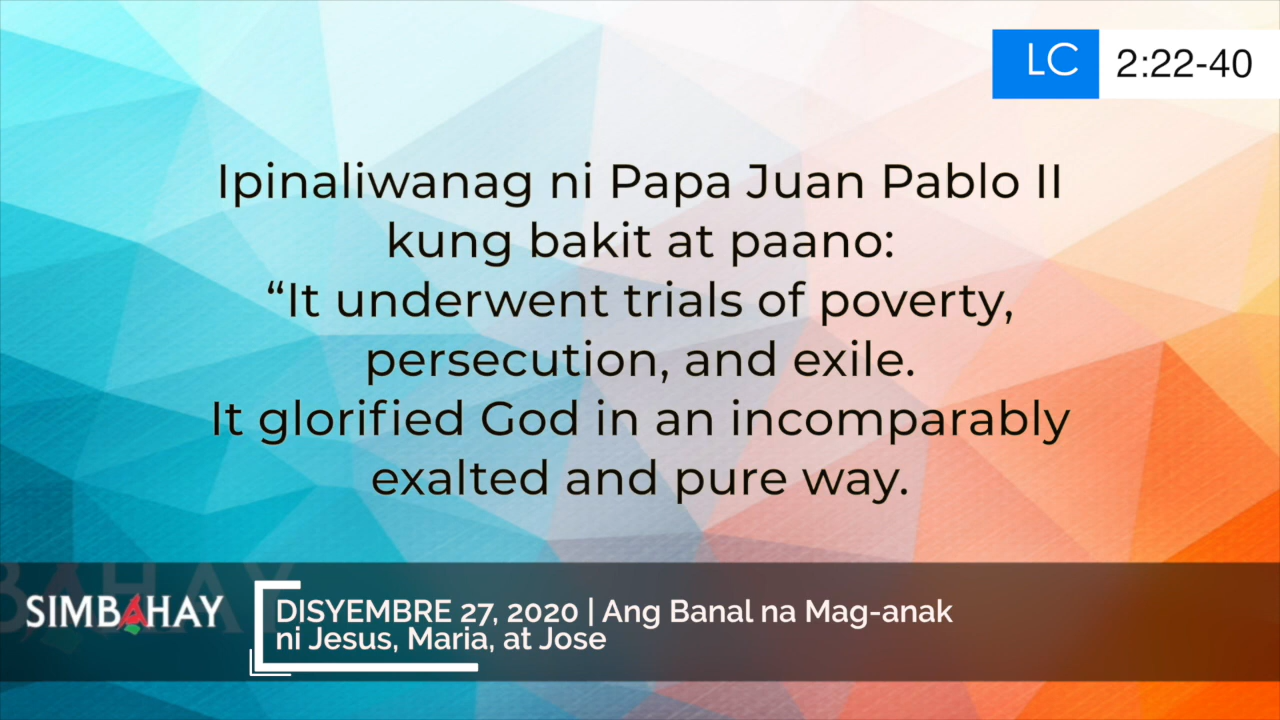 LC 2:22-40
Ipinaliwanag ni Papa Juan Pablo II
kung bakit at paano:
“It underwent trials of poverty,
persecution, and exile.
It glorified God in an incomparably
exalted and pure way.
SIMBAHAY
DISYEMBRE 27, 2020 | Ang Banal na Mag-anak
ni Jesus, Maria, at Jose